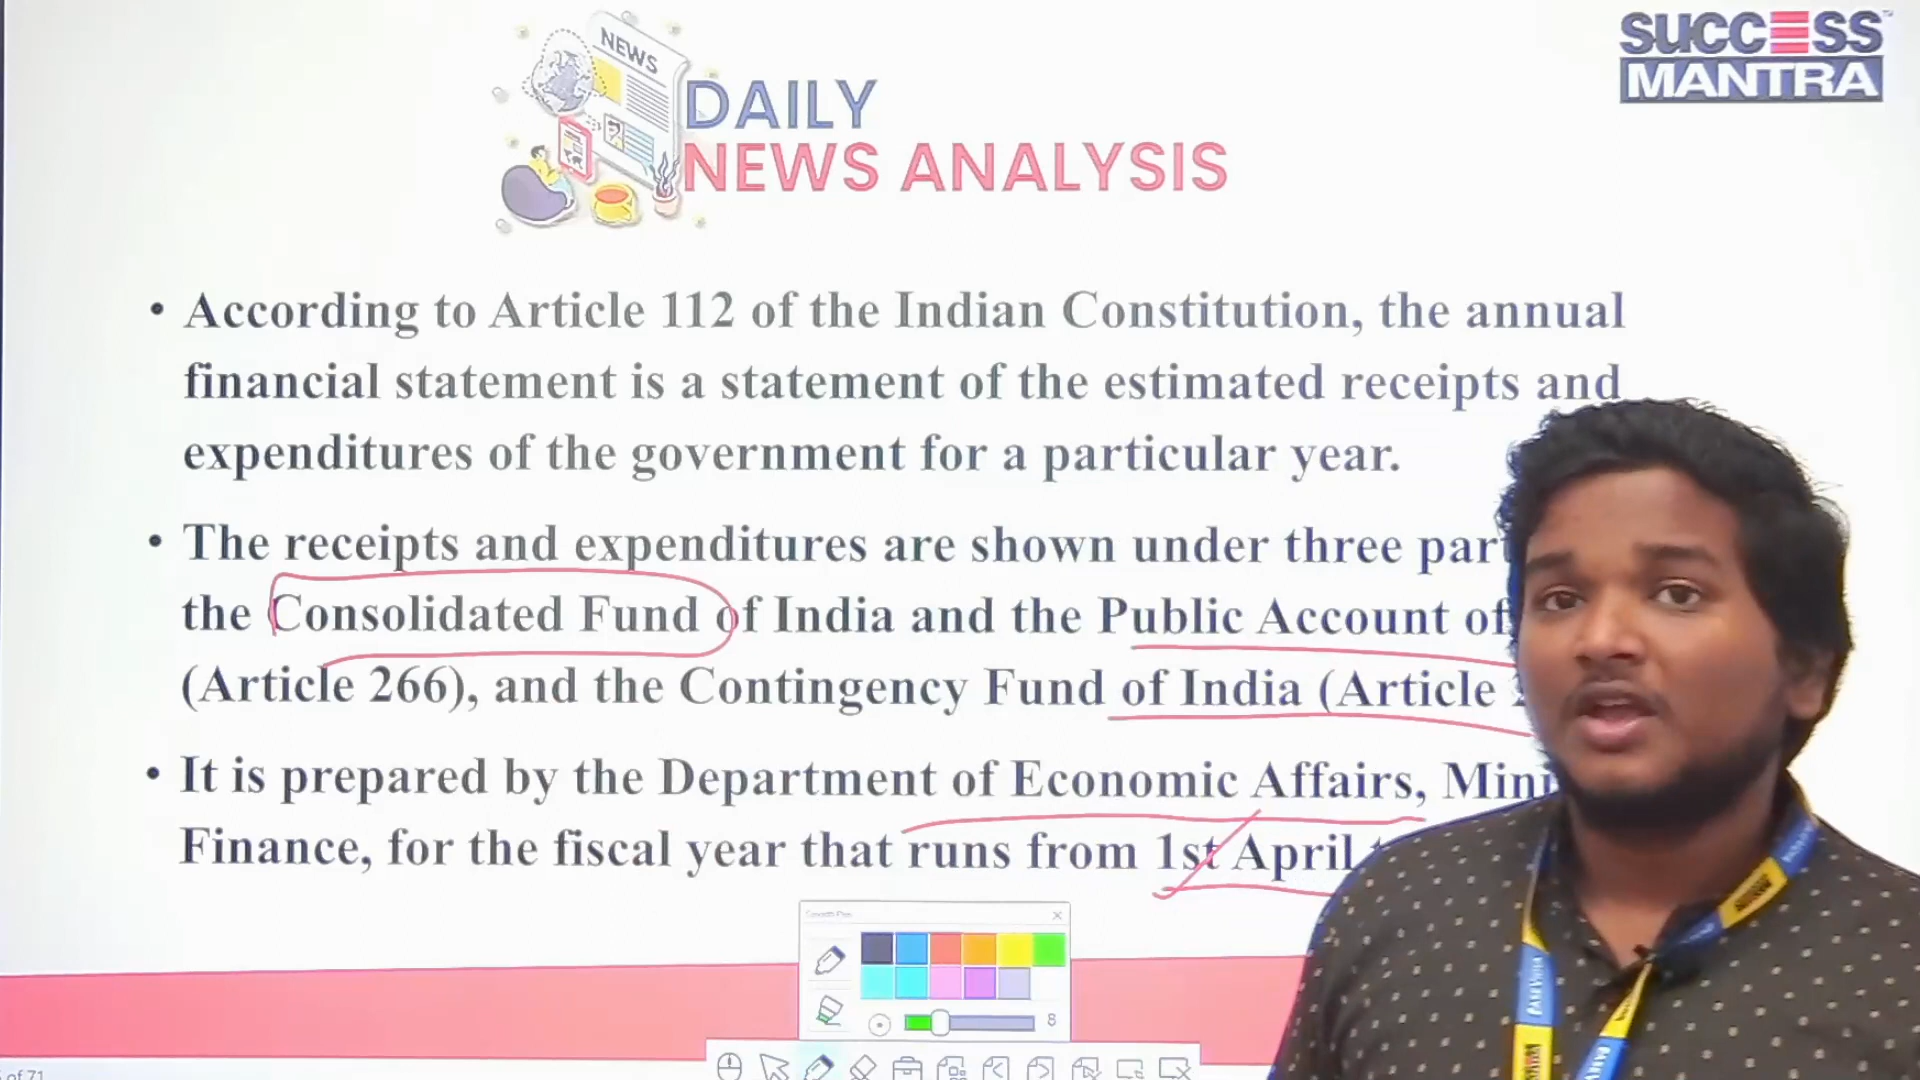 NEWS
SUCCESS
MANTRA
DAILY
NEWS ANALYSIS
• According to Article 112 of the Indian Constitution, the annual
financial statement is a statement of the estimated receipts and
expenditures of the government for a particular year.
• The receipts and expenditures are shown under three part
the Consolidated Fund of India and the Public Account of
(Article 266), and the Contingency Fund of India (Article
• It is prepared by the Department of Economic Affairs, Mini
Finance, for the fiscal year that runs from 1st April
8
of 71